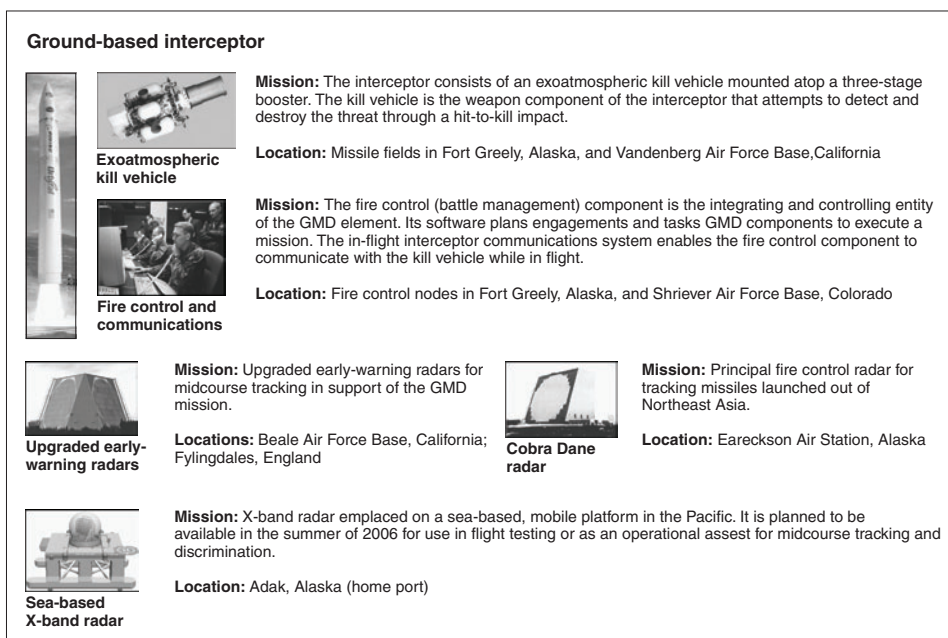 Ground-based interceptor
Mission: The interceptor consists of an exoatmospheric kill vehicle mounted atop a three-stage
booster. The kill vehicle is the weapon component of the interceptor that attempts to detect and
destroy the threat through a hit-to-kill impact.
Location: Missile fields in Fort Greely, Alaska, and Vandenberg Air Force Base,California
Exoatmospheric
kill vehicle
Mission: The fire control (battle management) component is the integrating and controlling entity
of the GMD element. Its software plans engagements and tasks GMD components to execute a
mission. The in-flight interceptor communications system enables the fire control component to
communicate with the kill vehicle while in flight.
Location: Fire control nodes in Fort Greely, Alaska, and Shriever Air Force Base, Colorado
Fire control and
communications
Mission: Upgraded early-warning radars for
midcourse tracking in support of the GMD
mission.
Locations: Beale Air Force Base, California;
Fylingdales, England
Upgraded early-
warning radars
Mission: Principal fire control radar for
tracking missiles launched out of
Northeast Asia.
Location: Eareckson Air Station, Alaska
Cobra Dane
radar
Mission: X-band radar emplaced on a sea-based, mobile platform in the Pacific. It is planned to be
available in the summer of 2006 for use in flight testing or as an operational assest for midcourse tracking and
discrimination.
Location: Adak, Alaska (home port)
Sea-based
X-band radar